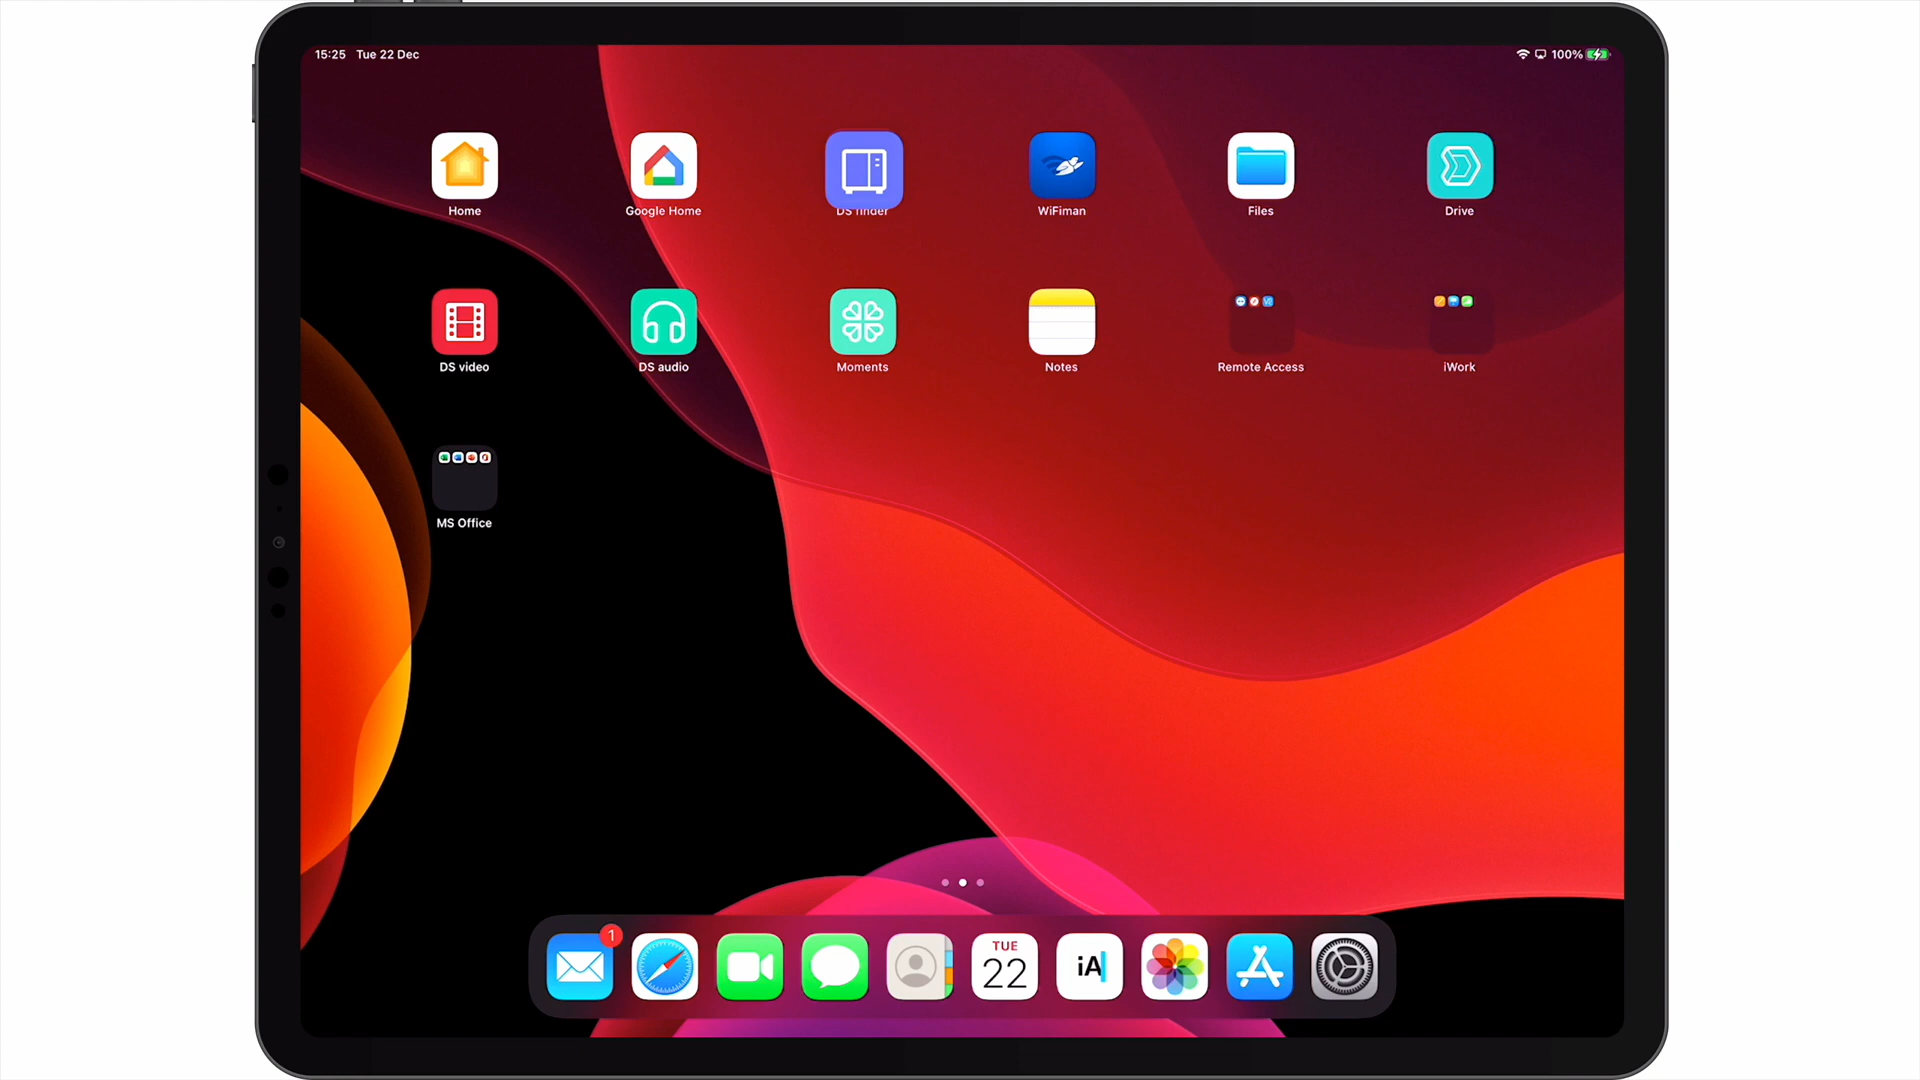 15:25 Tue 22 Dec
100%
Home
Google Home
DS finder
WiFiman
Files
Drive
DS video
DS audio
Moments
Notes
Remote Access
iWork
MS Office
1
TUE
22
iA